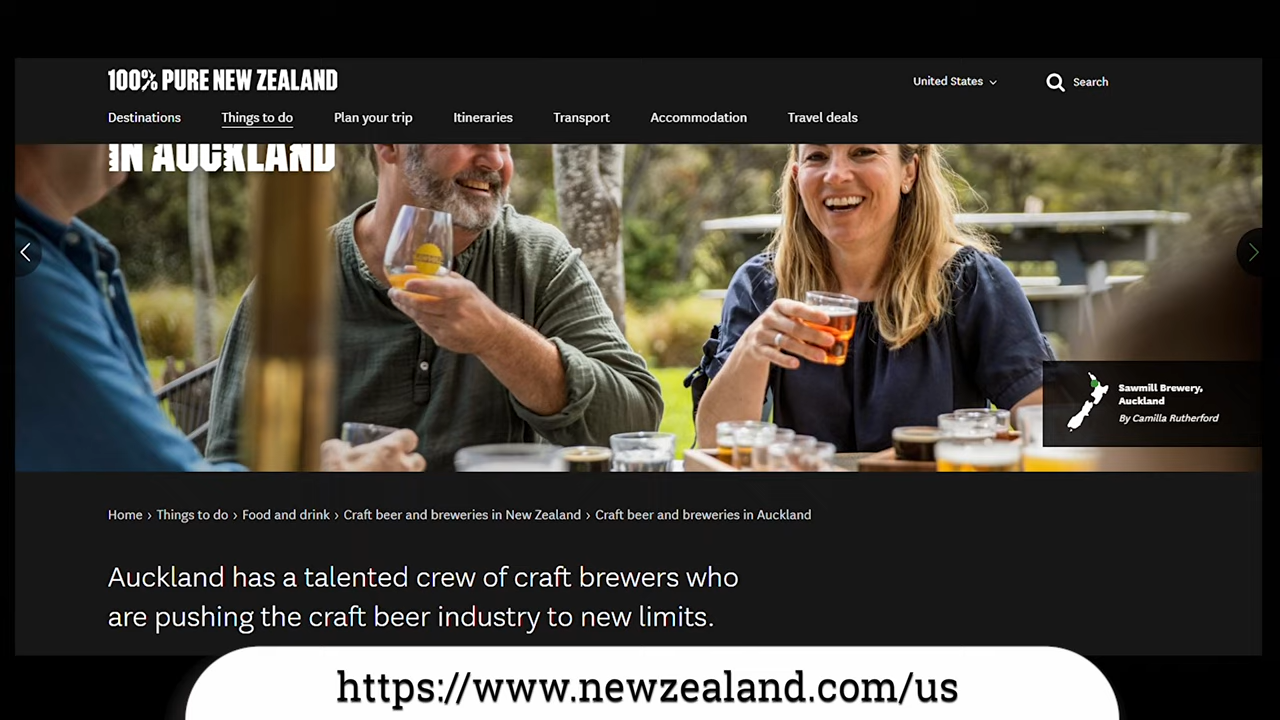 100% PURE NEW ZEALAND
United States
Search
Destinations
Things to do
Plan your trip
Itineraries
Transport
Accommodation
Travel deals
IN AUCKLAND
Sawmill Brewery,
Auckland
By Camilla Rutherford
Home › Things to do › Food and drink › Craft beer and breweries in New Zealand › Craft beer and breweries in Auckland
Auckland has a talented crew of craft brewers who
are pushing the craft beer industry to new limits.
https://www.newzealand.com/us